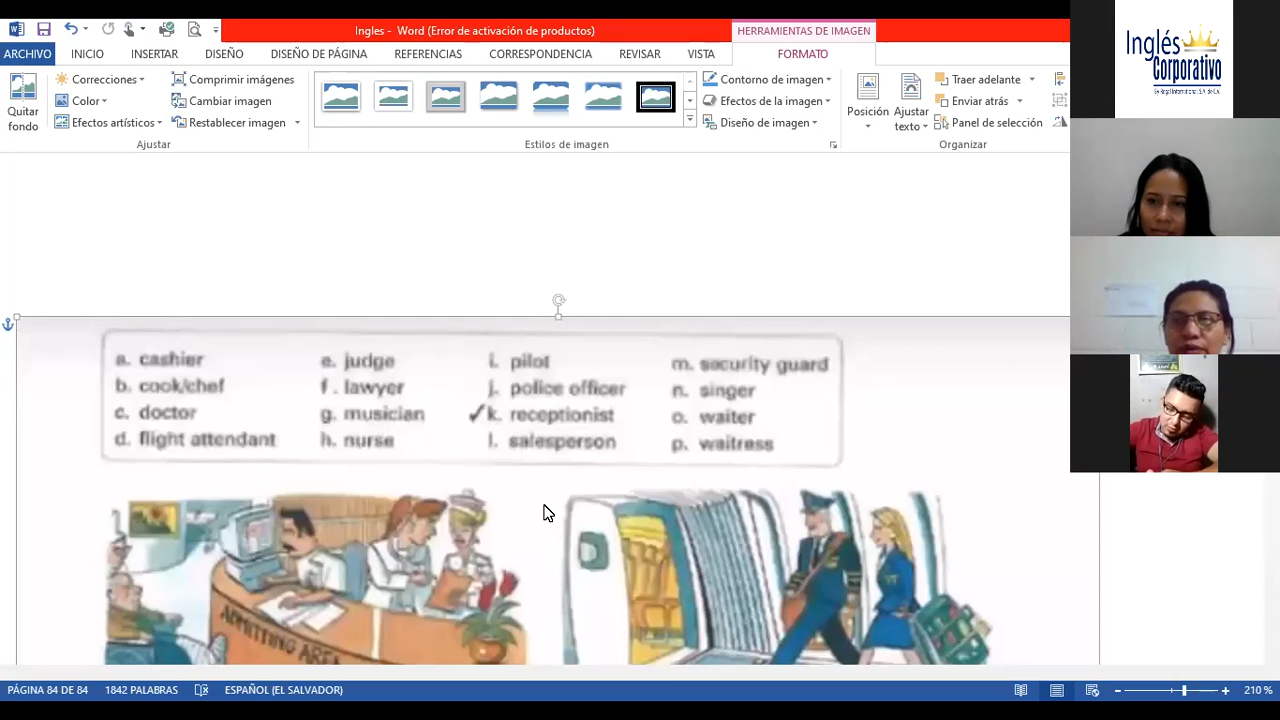 Ingles - Word (Error de activación de productos)
HERRAMIENTAS DE IMAGEN
ARCHIVO INICIO INSERTAR DISEÑO DISEÑO DE PÁGINA REFERENCIAS CORRESPONDENCIA REVISAR VISTA FORMATO
Quitar fondo
Correcciones
Color
Efectos artísticos
Comprimir imágenes
Cambiar imagen
Restablecer imagen
Ajustar
Estilos de imagen
Contorno de imagen
Efectos de la imagen
Diseño de imagen
Posición
Ajustar texto
Traer adelante
Enviar atrás
Panel de selección
Organizar
Inglés
Corporativo
a. cashier
b. cook/chef
c. doctor
d. flight attendant
e. judge
f. lawyer
g. musician
h. nurse
i. pilot
j. police officer
✓k. receptionist
l. salesperson
m. security guard
n. singer
o. waiter
p. waitress
ADMITTING AREA
PÁGINA 84 DE 84 1842 PALABRAS ESPAÑOL (EL SALVADOR) 210 %